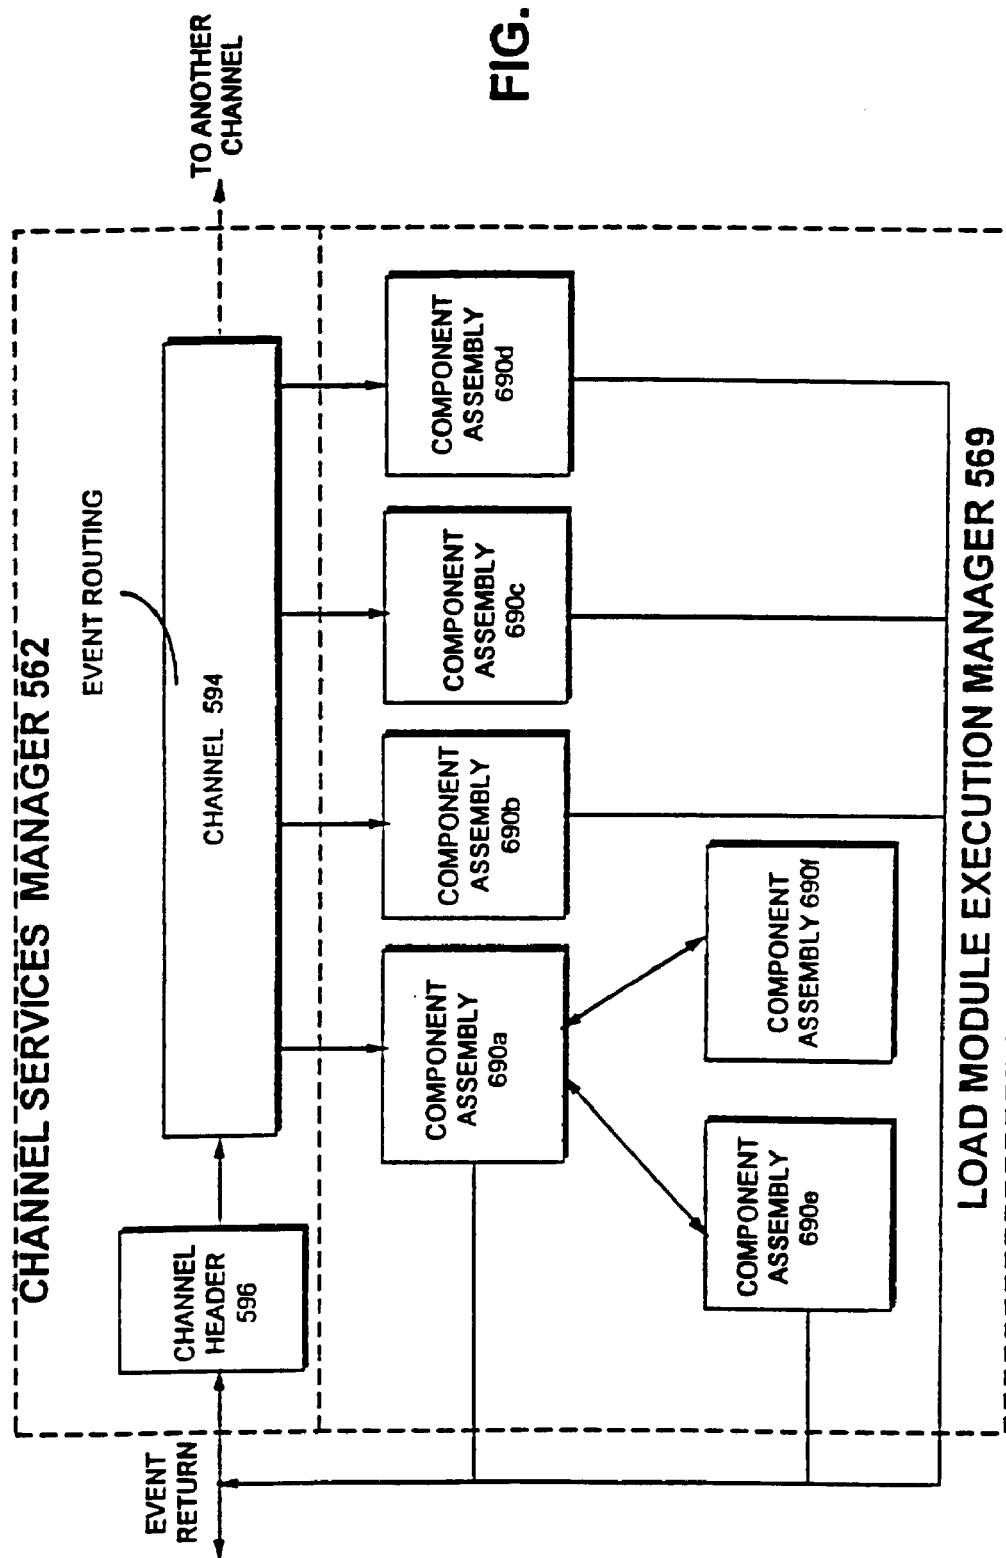 CHANNEL SERVICES MANAGER 562
EVENT
RETURN
CHANNEL
HEADER
596
EVENT ROUTING
CHANNEL 594
TO ANOTHER
CHANNEL
COMPONENT
ASSEMBLY
690a
COMPONENT
ASSEMBLY
690b
COMPONENT
ASSEMBLY
690c
COMPONENT
ASSEMBLY
690d
COMPONENT
ASSEMBLY
690e
COMPONENT
ASSEMBLY 690f
LOAD MODULE EXECUTION MANAGER 569
FIG.